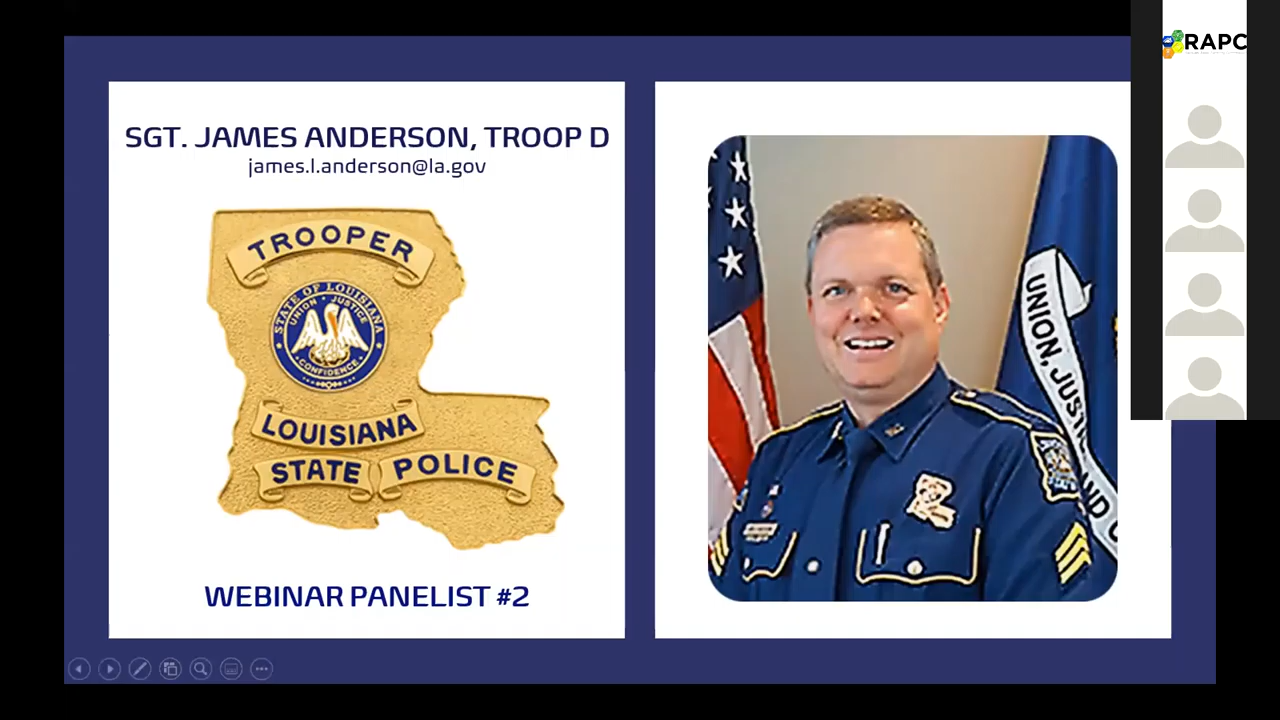 SGT. JAMES ANDERSON, TROOP D
james.l.anderson@la.gov
TROOPER
STATE OF LOUISIANA
UNION • JUSTICE
• CONFIDENCE •
LOUISIANA
STATE POLICE
WEBINAR PANELIST #2
UNION, JUST
AND C
RAPC